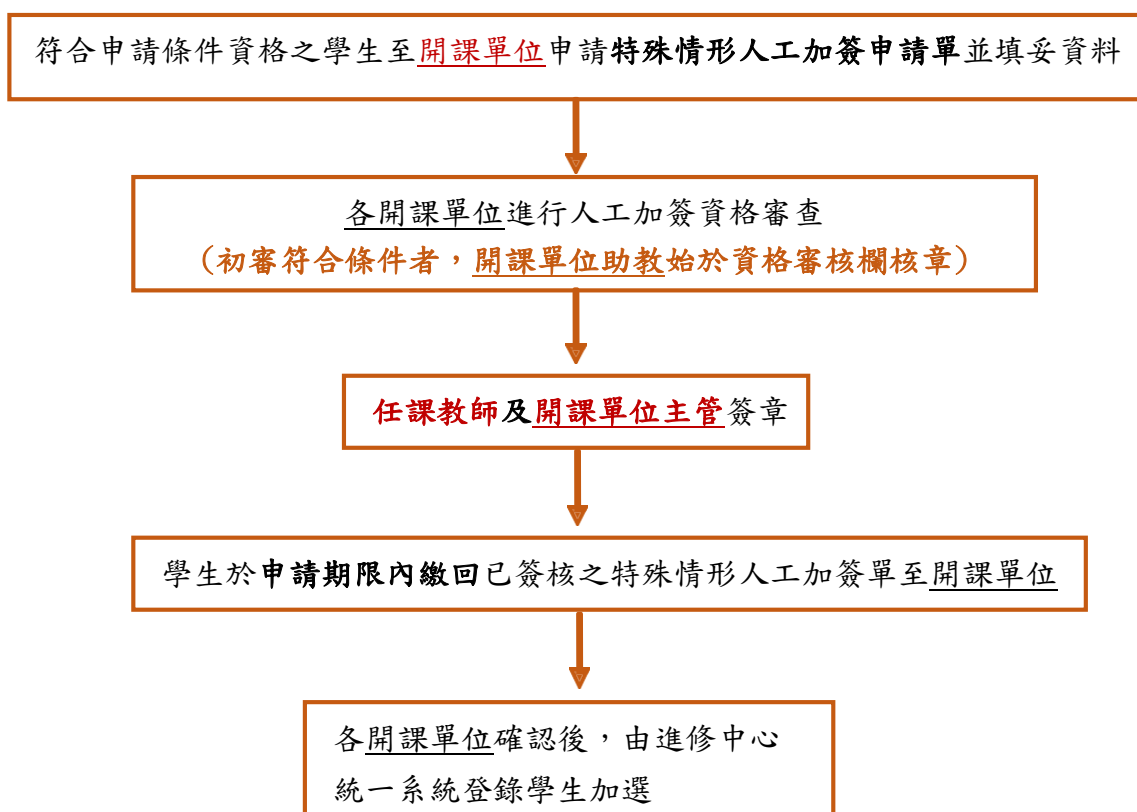 符合申請條件資格之學生至開課單位申請特殊情形人工加簽申請單並填妥資料
各開課單位進行人工加簽資格審查
(初審符合條件者，開課單位助教始於資格審核欄核章)
任課教師及開課單位主管簽章
學生於申請期限內繳回已簽核之特殊情形人工加簽單至開課單位
各開課單位確認後，由進修中心
統一系統登錄學生加選